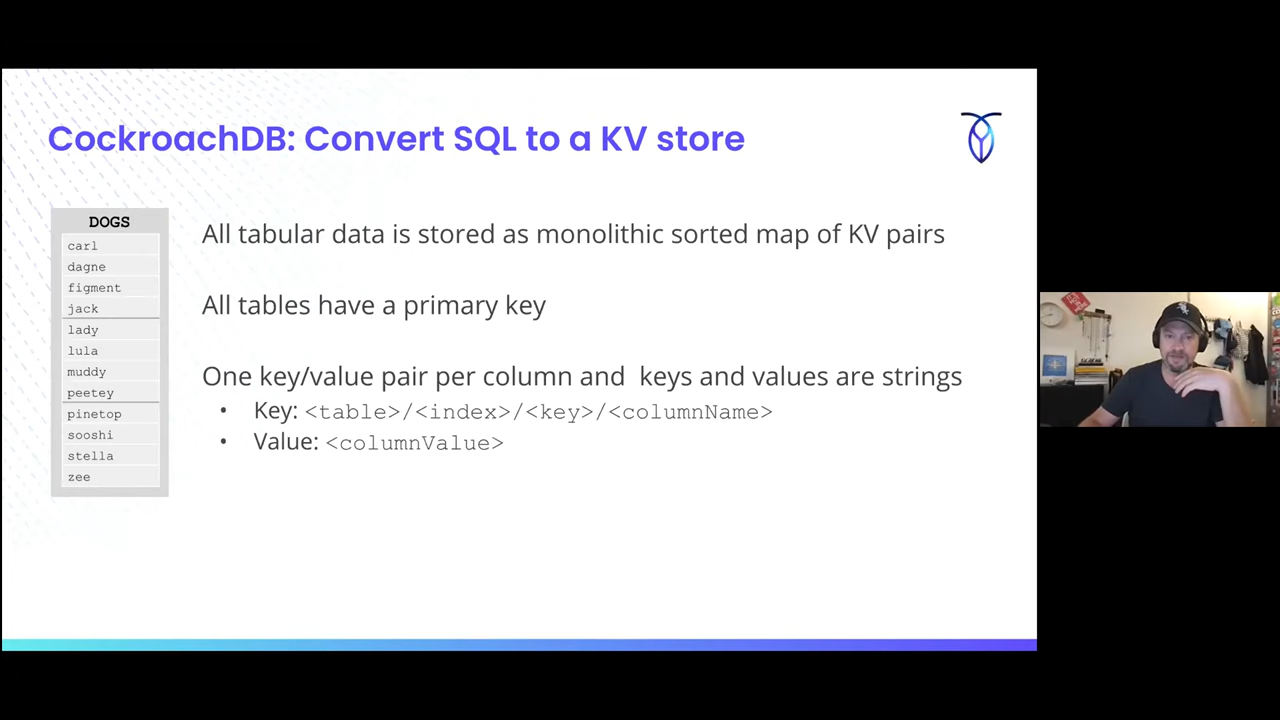 CockroachDB: Convert SQL to a KV store
DOGS
carl
dagne
figment
jack
lady
lula
muddy
peetey
pinetop
sooshi
stella
zee
All tabular data is stored as monolithic sorted map of KV pairs
All tables have a primary key
One key/value pair per column and  keys and values are strings
• Key: <table>/<index>/<key>/<columnName>
• Value: <columnValue>